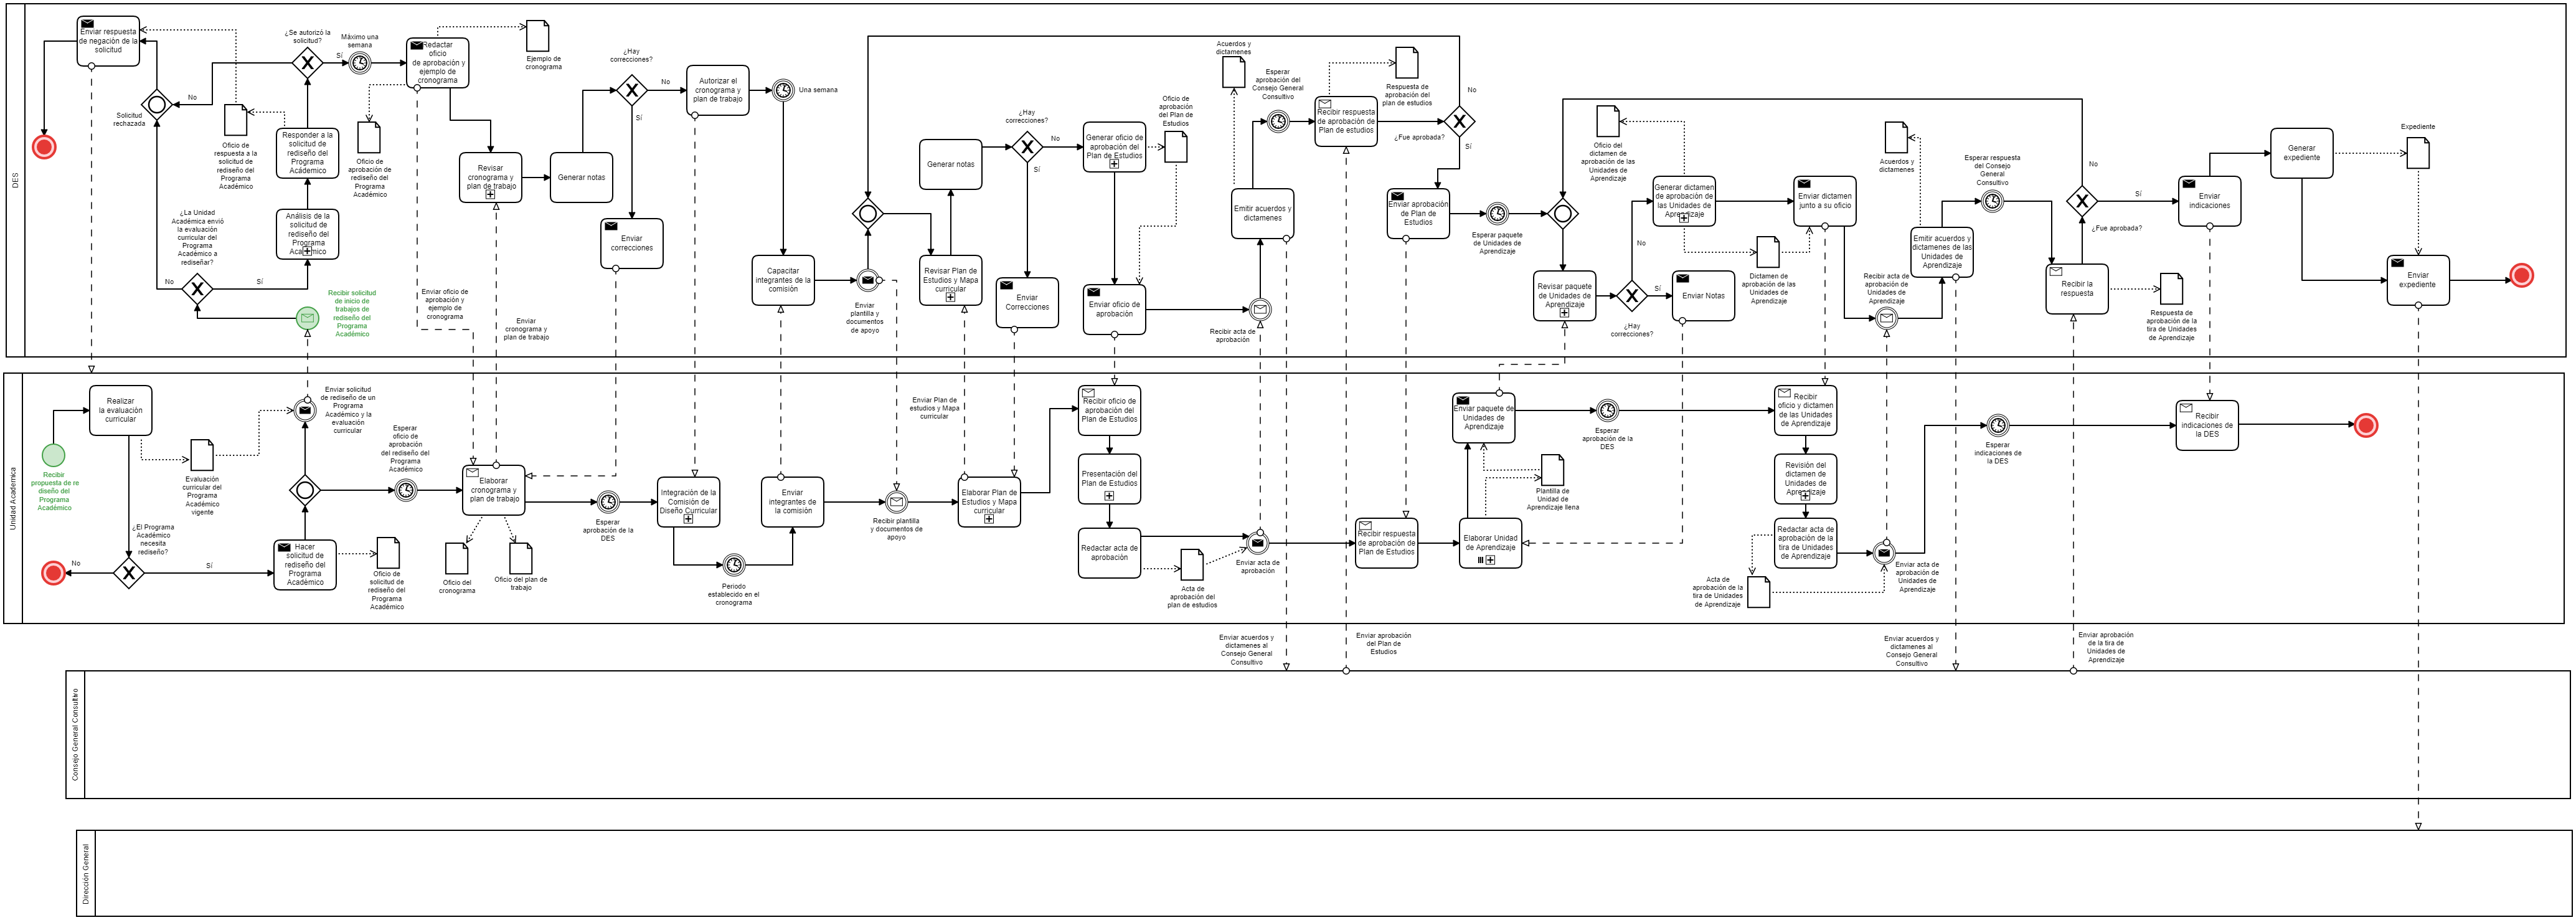 DES
Enviar respuesta
de negación de la
solicitud
Solicitud
rechazada
No
¿Se autorizó la
solicitud?
Sí
Máximo una
semana
Oficio de
respuesta a la
solicitud de
rediseño del
Programa
Académico
Responder a la
solicitud de
rediseño del
Programa
Acádemico
Análisis de la
solicitud de
rediseño del
Programa
Académico
¿La Unidad
Académica envió
la evaluación
curricular del
Programa
Académico a
rediseñar?
No
Sí
Recibir solicitud
de inicio de
trabajos de
rediseño del
Programa
Académico
Redactar
oficio
de aprobación y
ejemplo de
cronograma
Ejemplo de
cronograma
Oficio de
aprobación de
rediseño del
Programa
Académico
Enviar oficio de
aprobación y
ejemplo de
cronograma
Revisar
cronograma y
plan de trabajo
Enviar
cronograma y
plan de trabajo
Generar notas
¿Hay
correcciones?
No
Sí
Enviar
correcciones
Autorizar el
cronograma y
plan de trabajo
Una semana
Capacitar
integrantes de la
comisión
Enviar
plantilla y
documentos
de apoyo
Generar notas
Revisar Plan de
Estudios y Mapa
curricular
¿Hay
correcciones?
No
Sí
Enviar
Correcciones
Generar oficio de
aprobación del
Plan de Estudios
Oficio de
aprobación
del Plan de
Estudios
Enviar oficio de
aprobación
Recibir acta de
aprobación
Acuerdos y
dictamenes
Emitir acuerdos y
dictamenes
Esperar
aprobación del
Consejo General
Consultivo
Recibir respuesta
de aprobación de
Plan de estudios
Respuesta de
aprobación del
plan de estudios
¿Fue aprobada?
No
Sí
Enviar aprobación
de Plan de
Estudios
Esperar paquete
de Unidades de
Aprendizaje
Oficio del
dictamen de
aprobación de las
Unidades de
Aprendizaje
Revisar paquete
de Unidades de
Aprendizaje
¿Hay
correcciones?
No
Sí
Enviar Notas
Generar dictamen
de aprobación de
las Unidades de
Aprendizaje
Dictamen de
aprobación de las
Unidades de
Aprendizaje
Enviar dictamen
junto a su oficio
Recibir acta de
aprobación de
Unidades de
Aprendizaje
Acuerdos y
dictamenes
Emitir acuerdos y
dictamenes de las
Unidades de
Aprendizaje
Esperar respuesta
del Consejo
General
Consultivo
Recibir la
respuesta
Respuesta de
aprobación de la
tira de Unidades
de Aprendizaje
¿Fue aprobada?
No
Sí
Enviar
indicaciones
Generar
expediente
Expediente
Enviar
expediente
Unidad Academica
Recibir
propuesta de re
diseño del
Programa
Académico
Realizar
la evaluación
curricular
Evaluación
curricular del
Programa
Académico
vigente
¿El Programa
Académico
necesita
rediseño?
No
Sí
Hacer
solicitud de
rediseño del
Programa
Académico
Oficio de
solicitud de
rediseño del
Programa
Académico
Enviar solicitud
de rediseño de un
Programa
Académico y la
evaluación
curricular
Esperar
oficio de
aprobación
del rediseño del
Programa
Académico
Elaborar
cronograma y
plan de trabajo
Oficio del
cronograma
Oficio del plan de
trabajo
Esperar
aprobación de la
DES
Integración de la
Comisión de
Diseño Curricular
Periodo
establecido en el
cronograma
Enviar
integrantes de
la comisión
Recibir plantilla
y documentos de
apoyo
Enviar Plan de
estudios y Mapa
curricular
Elaborar Plan de
Estudios y Mapa
curricular
Recibir oficio de
aprobación del
Plan de Estudios
Presentación del
Plan de Estudios
Redactar acta de
aprobación
Acta de
aprobación del
plan de estudios
Enviar acta de
aprobación
Recibir respuesta
de aprobación de
Plan de Estudios
Elaborar Unidad
de Aprendizaje
Enviar paquete de
Unidades de
Aprendizaje
Plantilla de
Unidad de
Aprendizaje llena
Esperar
aprobación de la
DES
Recibir
oficio y dictamen
de las Unidades
de Aprendizaje
Revisión del
dictamen de
Unidades de
Aprendizaje
Redactar acta de
aprobación de la
tira de Unidades
de Aprendizaje
Acta de
aprobación de la
tira de Unidades
de Aprendizaje
Enviar acta de
aprobación de
Unidades de
Aprendizaje
Esperar
indicaciones de
la DES
Recibir
indicaciones de
la DES
Enviar acuerdos y
dictamenes al
Consejo General
Consultivo
Enviar aprobación
del Plan de
Estudios
Enviar acuerdos y
dictamenes al
Consejo General
Consultivo
Enviar aprobación
de la tira de
Unidades de
Aprendizaje
Consejo General Consultivo
Dirección General